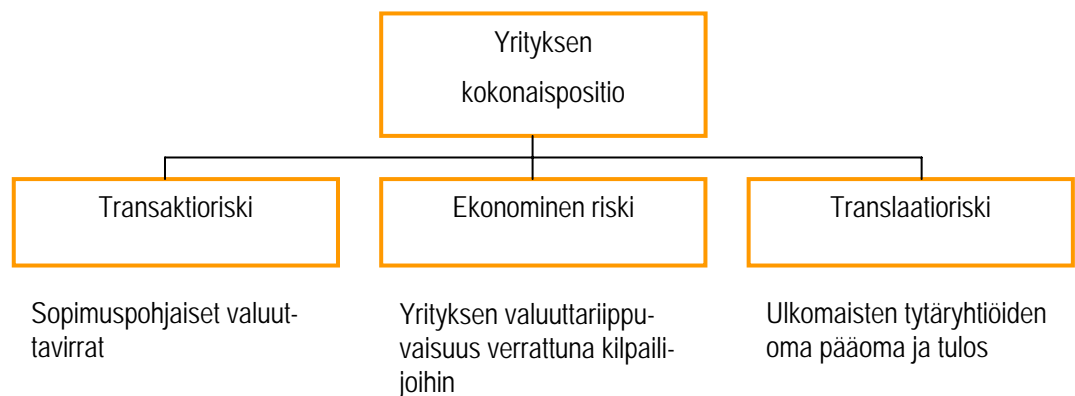 Yrityksen
kokonaispositio
Transaktioriski
Ekonominen riski
Translaatioriski
Sopimuspohjaiset valuut-
tavirrat
Yrityksen valuuttariippu-
vaisuus verrattuna kilpaili-
joihin
Ulkomaisten tytäryhtiöiden
oma pääoma ja tulos